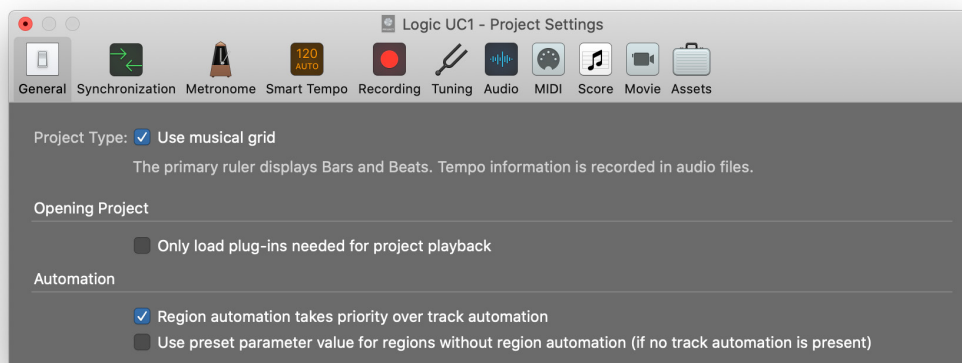 Logic UC1 - Project Settings
120
AUTO
General Synchronization Metronome Smart Tempo Recording Tuning Audio MIDI Score Movie Assets
Project Type: Use musical grid
The primary ruler displays Bars and Beats. Tempo information is recorded in audio files.
Opening Project
Only load plug-ins needed for project playback
Automation
Region automation takes priority over track automation
Use preset parameter value for regions without region automation (if no track automation is present)